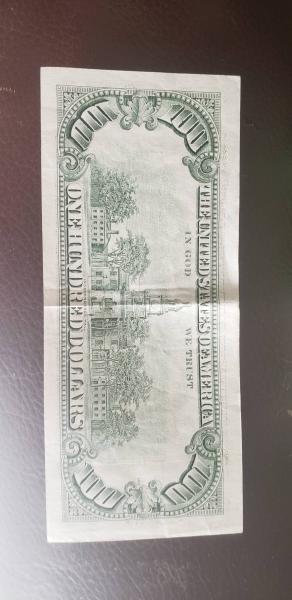 100 THE UNITED STATES OF AMERICA 100
IN GOD WE TRUST
100 ONE HUNDRED DOLLARS 100